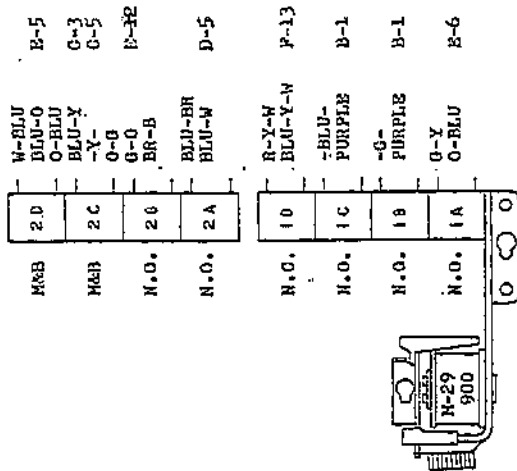 W-BLU
M&B 2D BLU-O E-5
O-BLU
BLU-Y G-3
M&B 2C -Y- G-5
O-G
G-O E-12
N.O. 2B BR-B
BLU-BR
N.O. 2A BLU-W D-5
R-Y-W
N.O. 1D BLU-Y-W F-13
-BLU-
N.O. 1C PURPLE B-1
-G-
N.O. 1B PURPLE B-1
G-Y
N.O. 1A O-BLU E-6
H-29
900